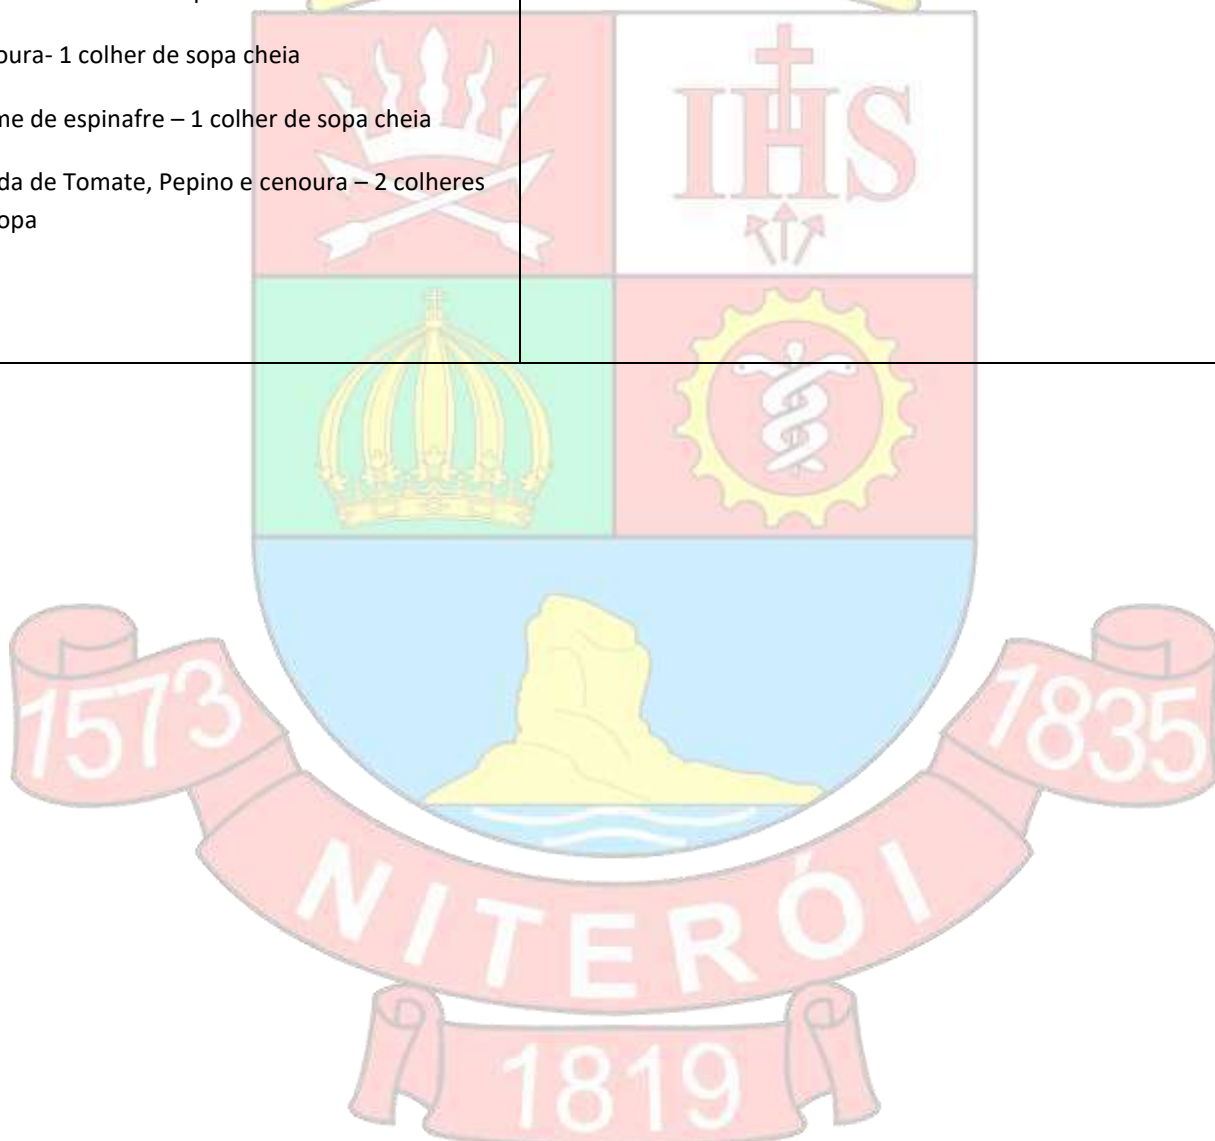 oura- 1 colher de sopa cheia
me de espinafre – 1 colher de sopa cheia
da de Tomate, Pepino e cenoura – 2 colheres
opa
IHS
1573
1835
NITERÓI
1819